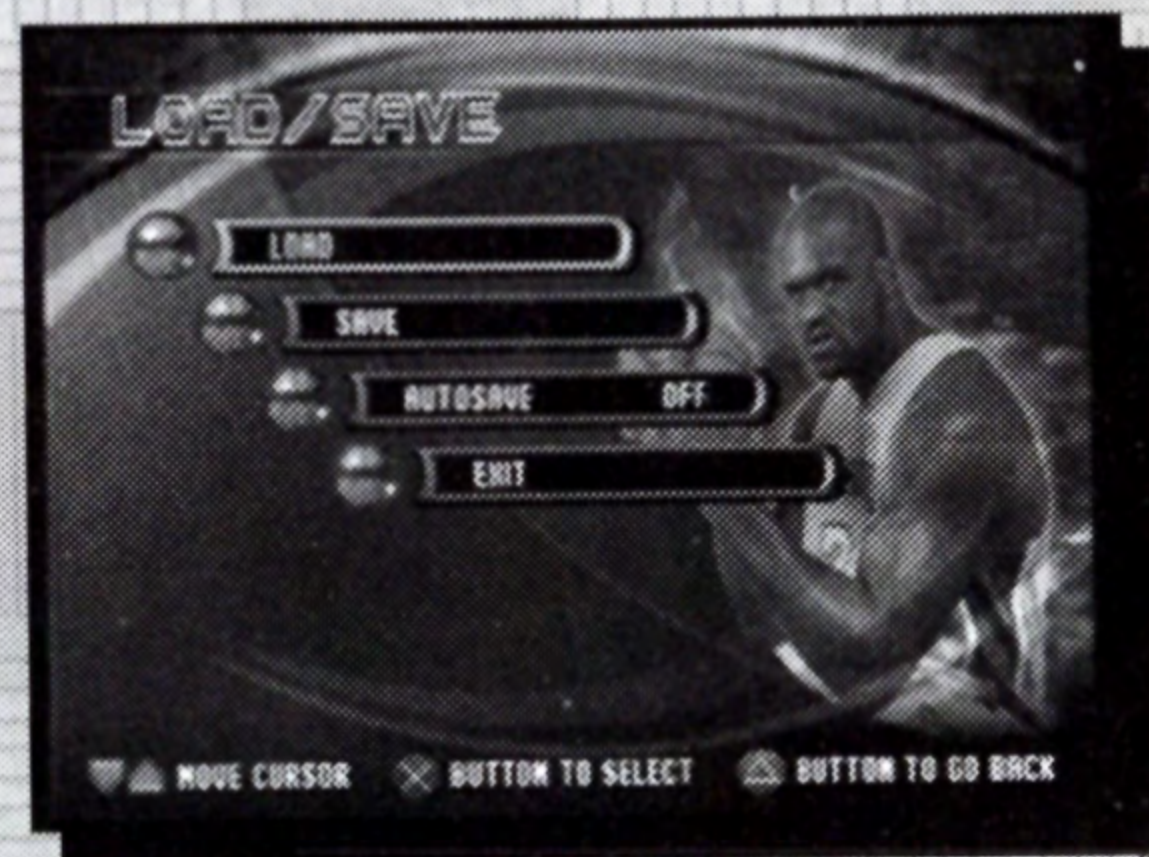 LOAD/SAVE
LOAD
SAVE
AUTOSAVE OFF
EXIT
MOVE CURSOR BUTTON TO SELECT BUTTON TO GO BACK